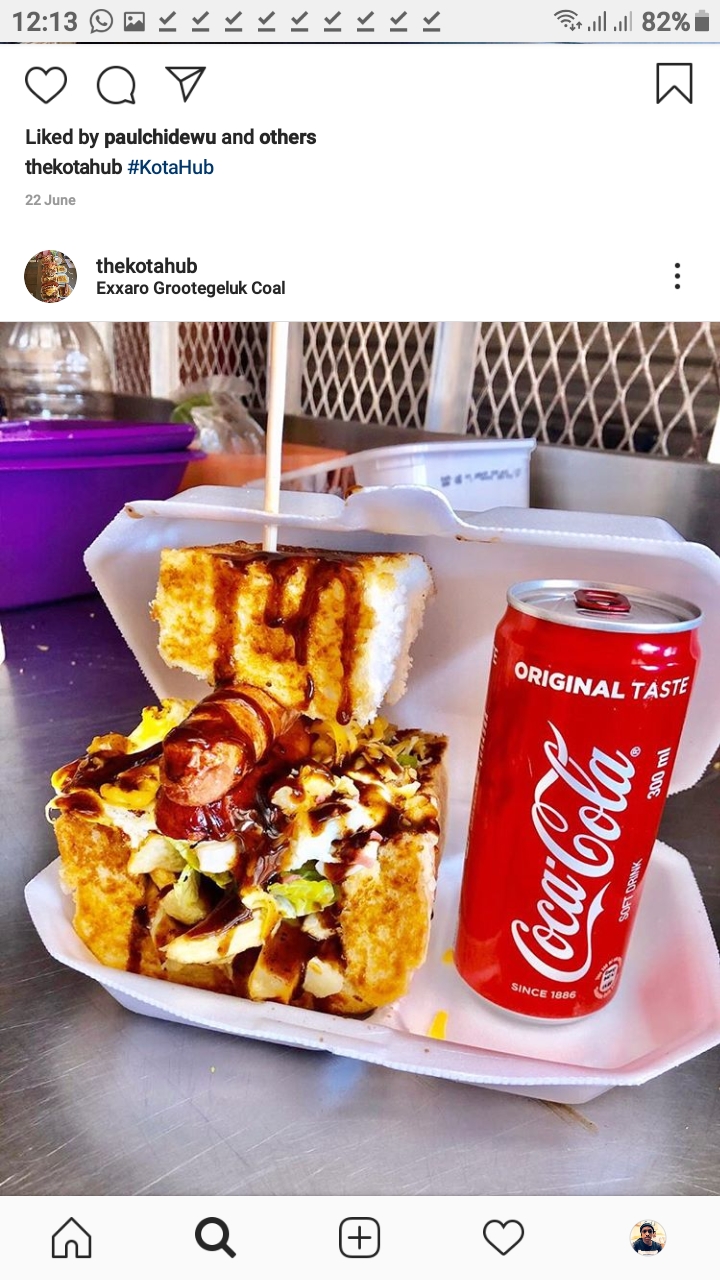 12:13 82%
Liked by paulchidewu and others
thekotahub #KotaHub
22 June
thekotahub
Exxaro Grootegeluk Coal
ORIGINAL TASTE
Coca-Cola®
300 ml
SOFT DRINK
SINCE 1886